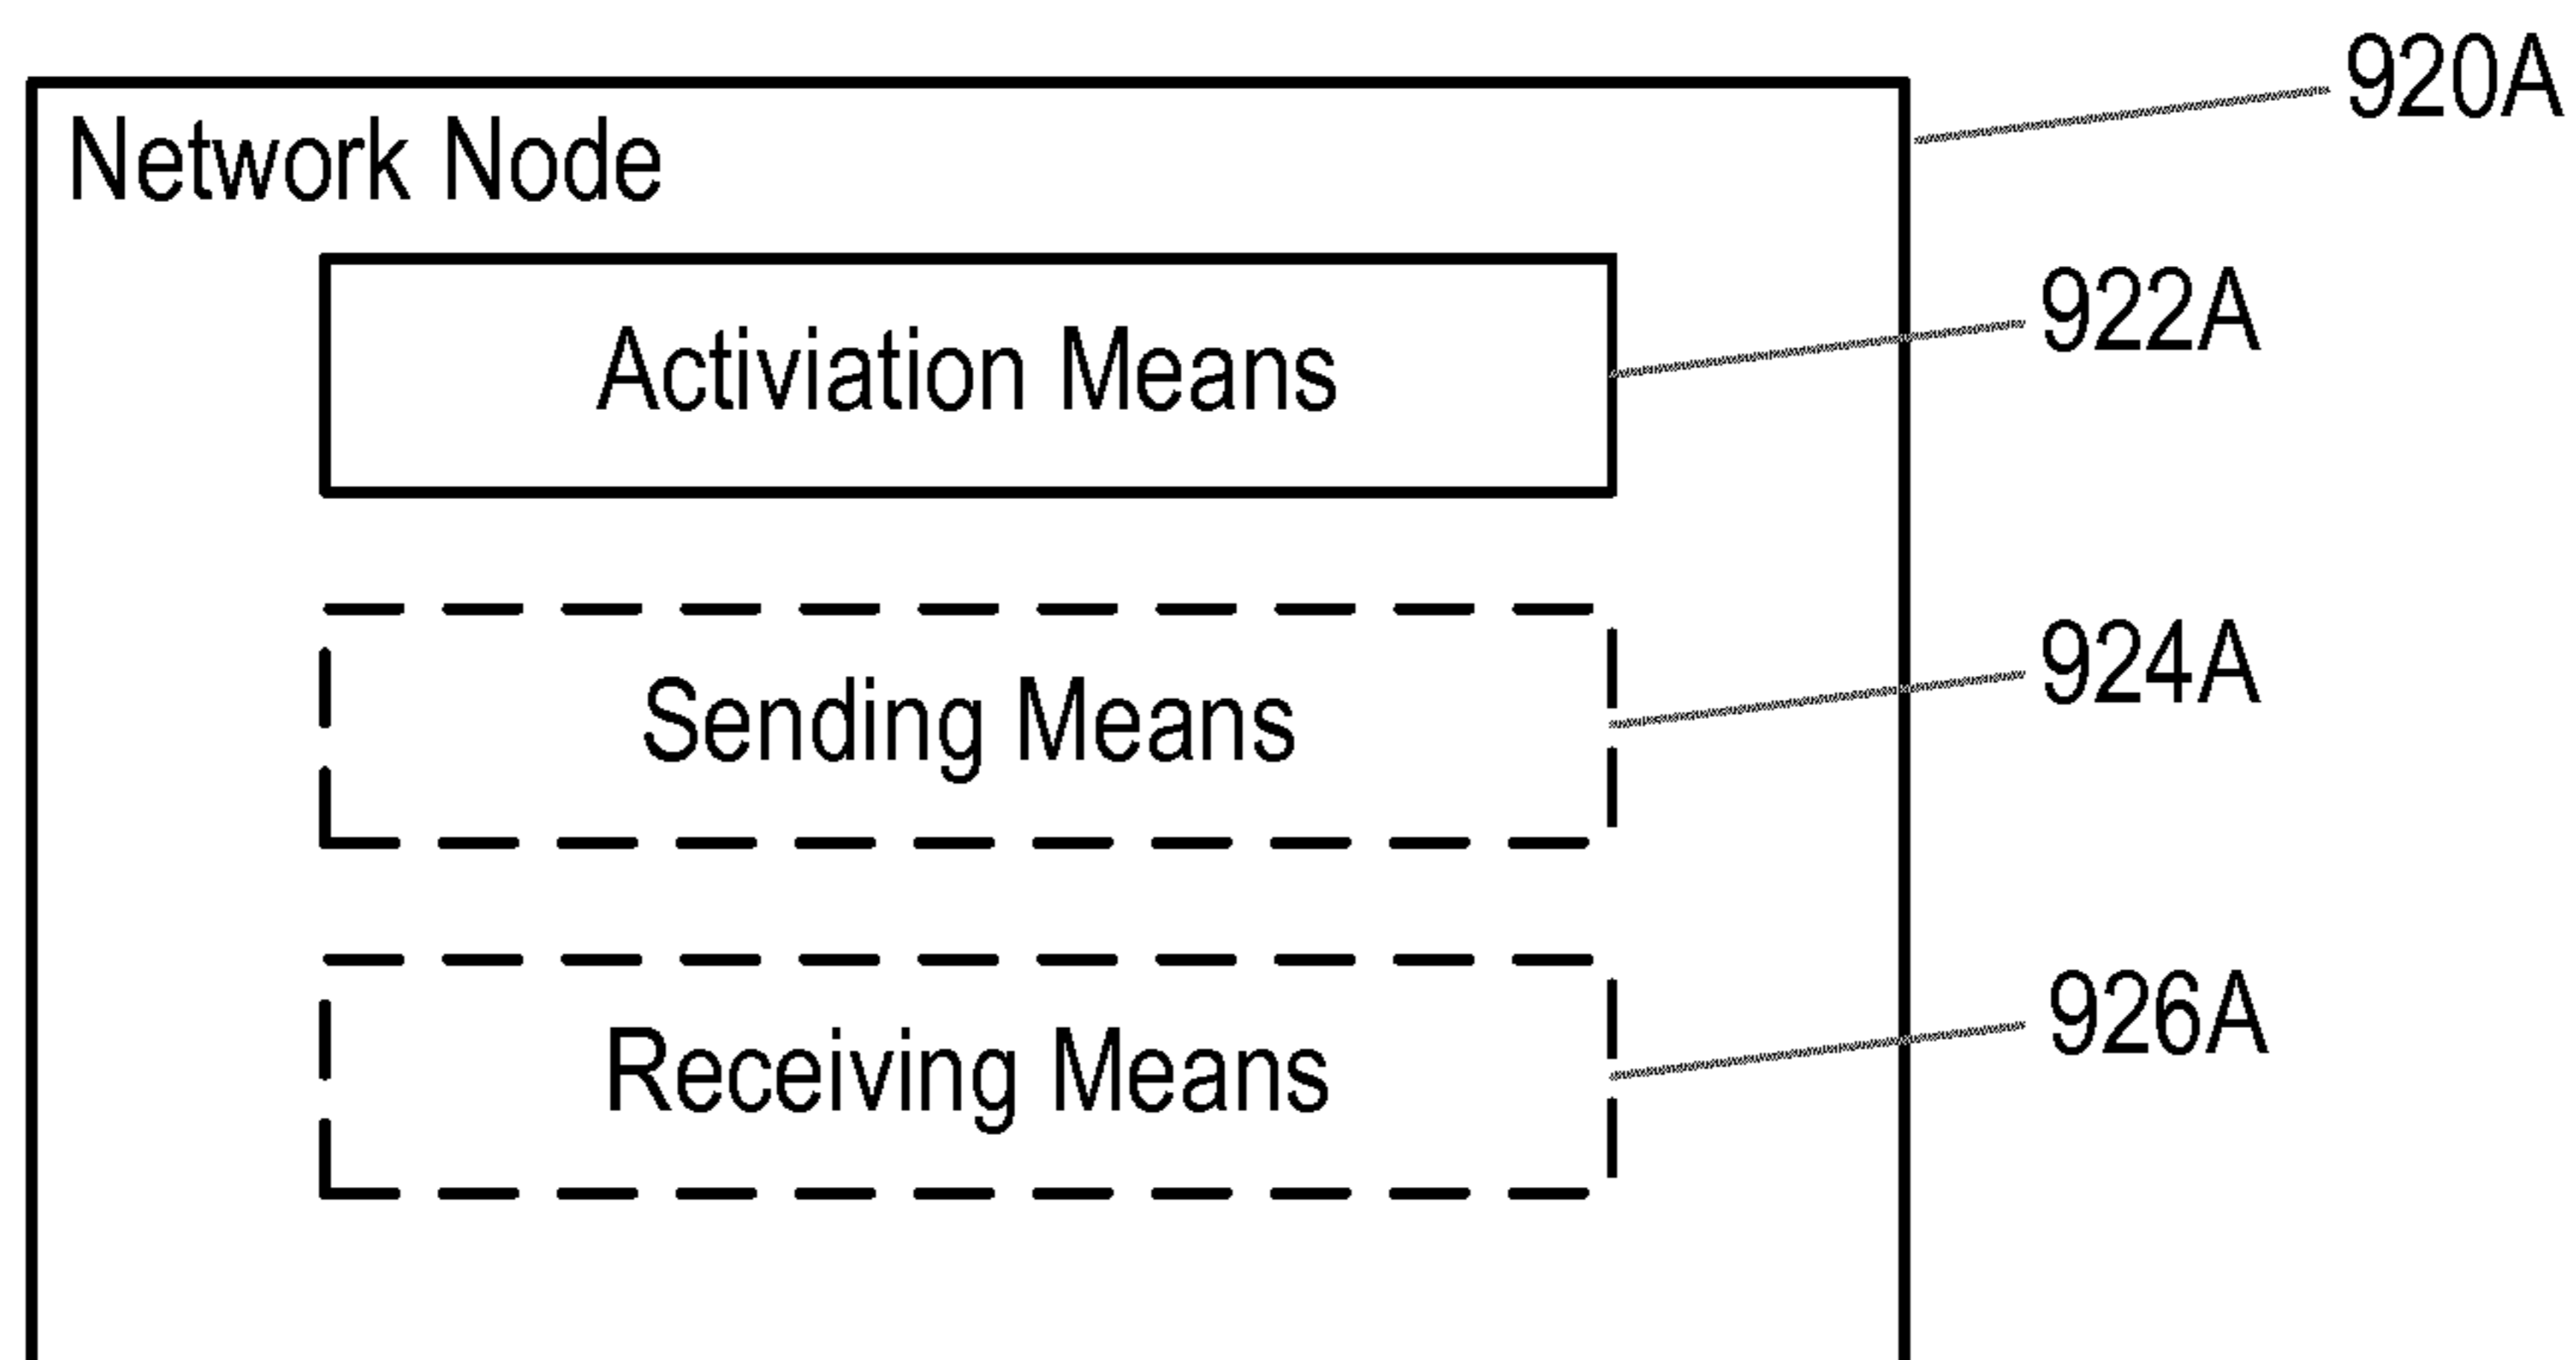 920A
Network Node
922A
Activiation Means
924A
Sending Means
926A
Receiving Means